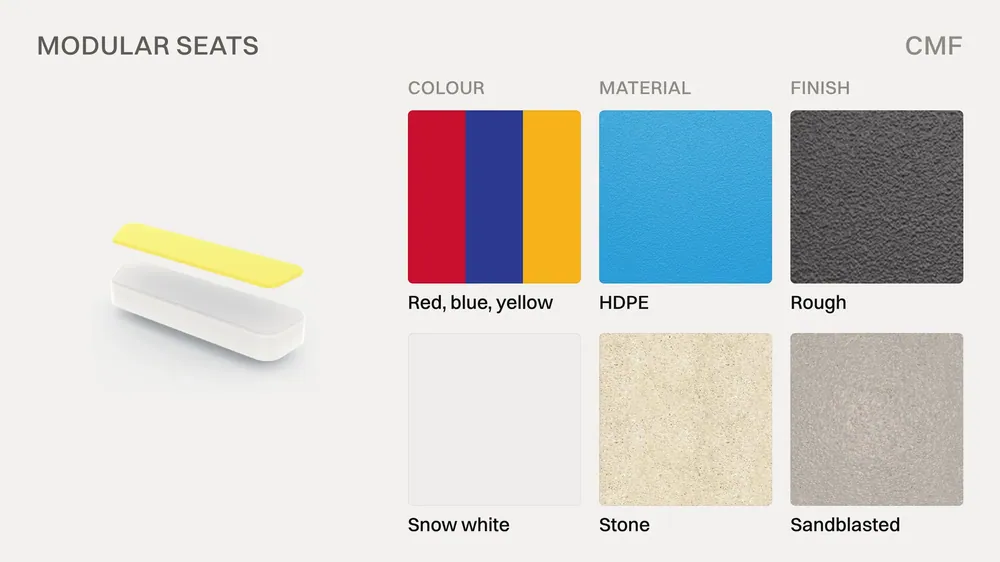 MODULAR SEATS
CMF
COLOUR
MATERIAL
FINISH
Red, blue, yellow
HDPE
Rough
Snow white
Stone
Sandblasted